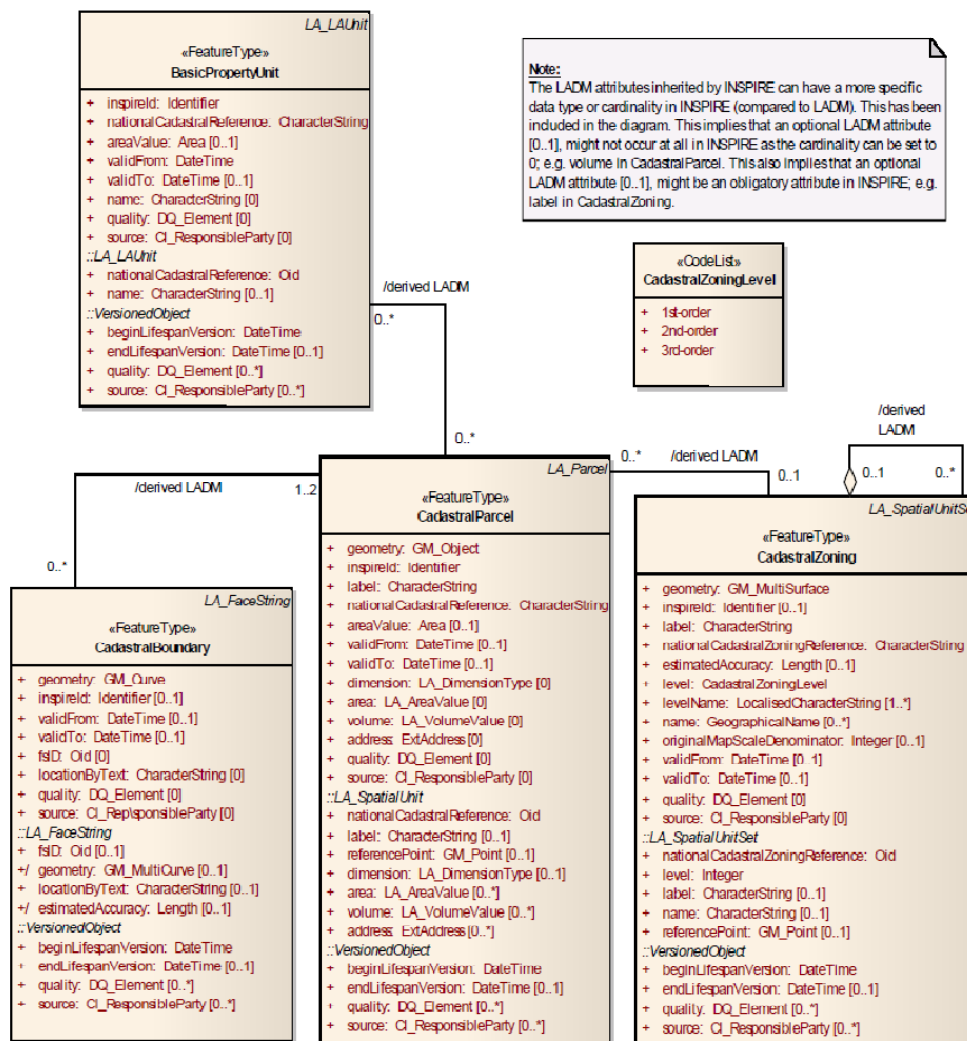 LA_LAUnit
«FeatureType»
BasicPropertyUnit
+ inspireId: Identifier
+ nationalCadastralReference: CharacterString
+ areaValue: Area [0..1]
+ validFrom: DateTime
+ validTo: DateTime [0..1]
+ name: CharacterString [0]
+ quality: DQ_Element [0]
+ source: CI_ResponsibleParty [0]
::LA_LAUnit
+ nationalCadastralReference: Oid
+ name: CharacterString [0..1]
::VersionedObject
+ beginLifespanVersion: DateTime
+ endLifespanVersion: DateTime [0..1]
+ quality: DQ_Element [0..*]
+ source: CI_ResponsibleParty [0..*]
Note:
The LADM attributes inherited by INSPIRE can have a more specific
data type or cardinality in INSPIRE (compared to LADM). This has been
included in the diagram. This implies that an optional LADM attribute
[0..1], might not occur at all in INSPIRE as the cardinality can be set to
0; e.g. volume in CadastralParcel. This also implies that an optional
LADM attribute [0..1], might be an obligatory attribute in INSPIRE; e.g.
label in CadastralZoning.
«CodeList»
CadastralZoningLevel
+ 1st-order
+ 2nd-order
+ 3rd-order
/derived LADM
0..*
0..*
/derived LADM
1..2
0..*
0..*
/derived LADM
0..1
/derived
LADM
0..1
0..*
LA_FaceString
«FeatureType»
CadastralBoundary
+ geometry: GM_Curve
+ inspireId: Identifier [0..1]
+ validFrom: DateTime [0..1]
+ validTo: DateTime [0..1]
+ fsID: Oid [0]
+ locationByText: CharacterString [0]
+ quality: DQ_Element [0]
+ source: CI_Rep\sponsibleParty [0]
::LA_FaceString
+ fsID: Oid [0..1]
+/ geometry: GM_MultiCurve [0..1]
+ locationByText: CharacterString [0..1]
+/ estimatedAccuracy: Length [0..1]
::VersionedObject
+ beginLifespanVersion: DateTime
+ endLifespanVersion: DateTime [0..1]
+ quality: DQ_Element [0..*]
+ source: CI_ResponsibleParty [0..*]
LA_Parcel
«FeatureType»
CadastralParcel
+ geometry: GM_Object
+ inspireId: Identifier
+ label: CharacterString
+ nationalCadastralReference: CharacterString
+ areaValue: Area [0..1]
+ validFrom: DateTime [0..1]
+ validTo: DateTime [0..1]
+ dimension: LA_DimensionType [0]
+ area: LA_AreaValue [0]
+ volume: LA_VolumeValue [0]
+ address: ExtAddress [0]
+ quality: DQ_Element [0]
+ source: CI_ResponsibleParty [0]
::LA_SpatialUnit
+ nationalCadastralReference: Oid
+ label: CharacterString [0..1]
+ referencePoint: GM_Point [0..1]
+ dimension: LA_DimensionType [0..1]
+ area: LA_AreaValue [0..*]
+ volume: LA_VolumeValue [0..*]
+ address: ExtAddress [0..*]
::VersionedObject
+ beginLifespanVersion: DateTime
+ endLifespanVersion: DateTime [0..1]
+ quality: DQ_Element [0..*]
+ source: CI_ResponsibleParty [0..*]
LA_SpatialUnitSe
«FeatureType»
CadastralZoning
+ geometry: GM_MultiSurface
+ inspireId: Identifier [0..1]
+ label: CharacterString
+ nationalCadastralZoningReference: CharacterString
+ estimatedAccuracy: Length [0..1]
+ level: CadastralZoningLevel
+ levelName: LocalisedCharacterString [1..*]
+ name: GeographicalName [0..*]
+ originalMapScaleDenominator: Integer [0..1]
+ validFrom: DateTime [0..1]
+ validTo: DateTime [0..1]
+ quality: DQ_Element [0]
+ source: CI_ResponsibleParty [0]
::LA_SpatialUnitSet
+ nationalCadastralZoningReference: Oid
+ level: Integer
+ label: CharacterString [0..1]
+ name: CharacterString [0..1]
+ referencePoint: GM_Point [0..1]
::VersionedObject
+ beginLifespanVersion: DateTime
+ endLifespanVersion: DateTime [0..1]
+ quality: DQ_Element [0..*]
+ source: CI_ResponsibleParty [0..*]